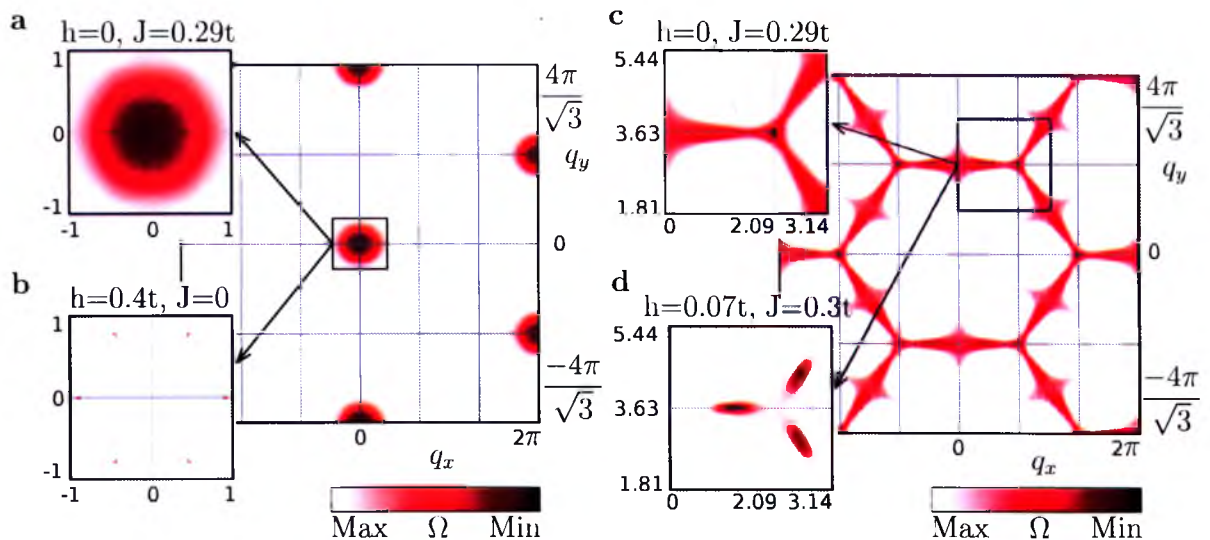 a
h=0, J=0.29t
1
0
-1
-1 0 1
b
h=0.4t, J=0
1
0
-1
-1 0 1
4π
√3
q_y
0
-4π
√3
0 2π
q_x
Max Ω Min
c
h=0, J=0.29t
5.44
3.63
1.81
0 2.09 3.14
d
h=0.07t, J=0.3t
5.44
3.63
1.81
0 2.09 3.14
4π
√3
q_y
0
-4π
√3
0 2π
q_x
Max Ω Min